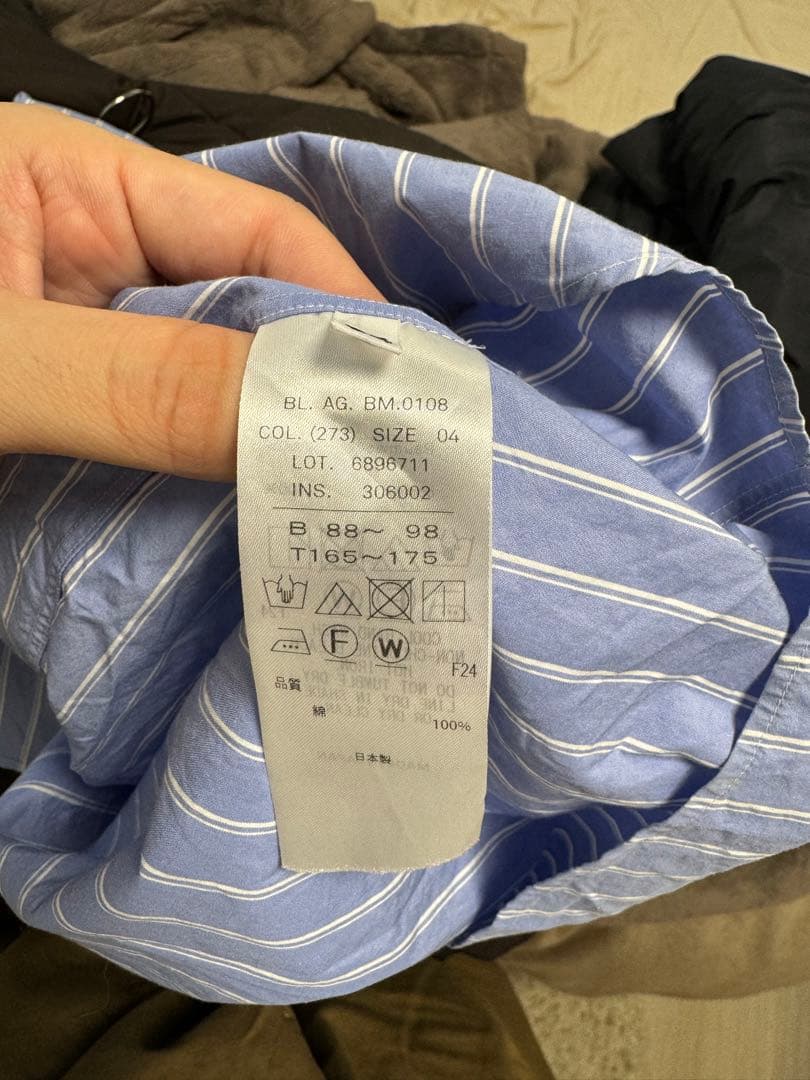 BL. AG. BM.0108
COL. (273) SIZE 04
LOT. 6896711
INS. 306002
B 88～ 98
T165～175
F W
F24
品質
綿 100%
日本製